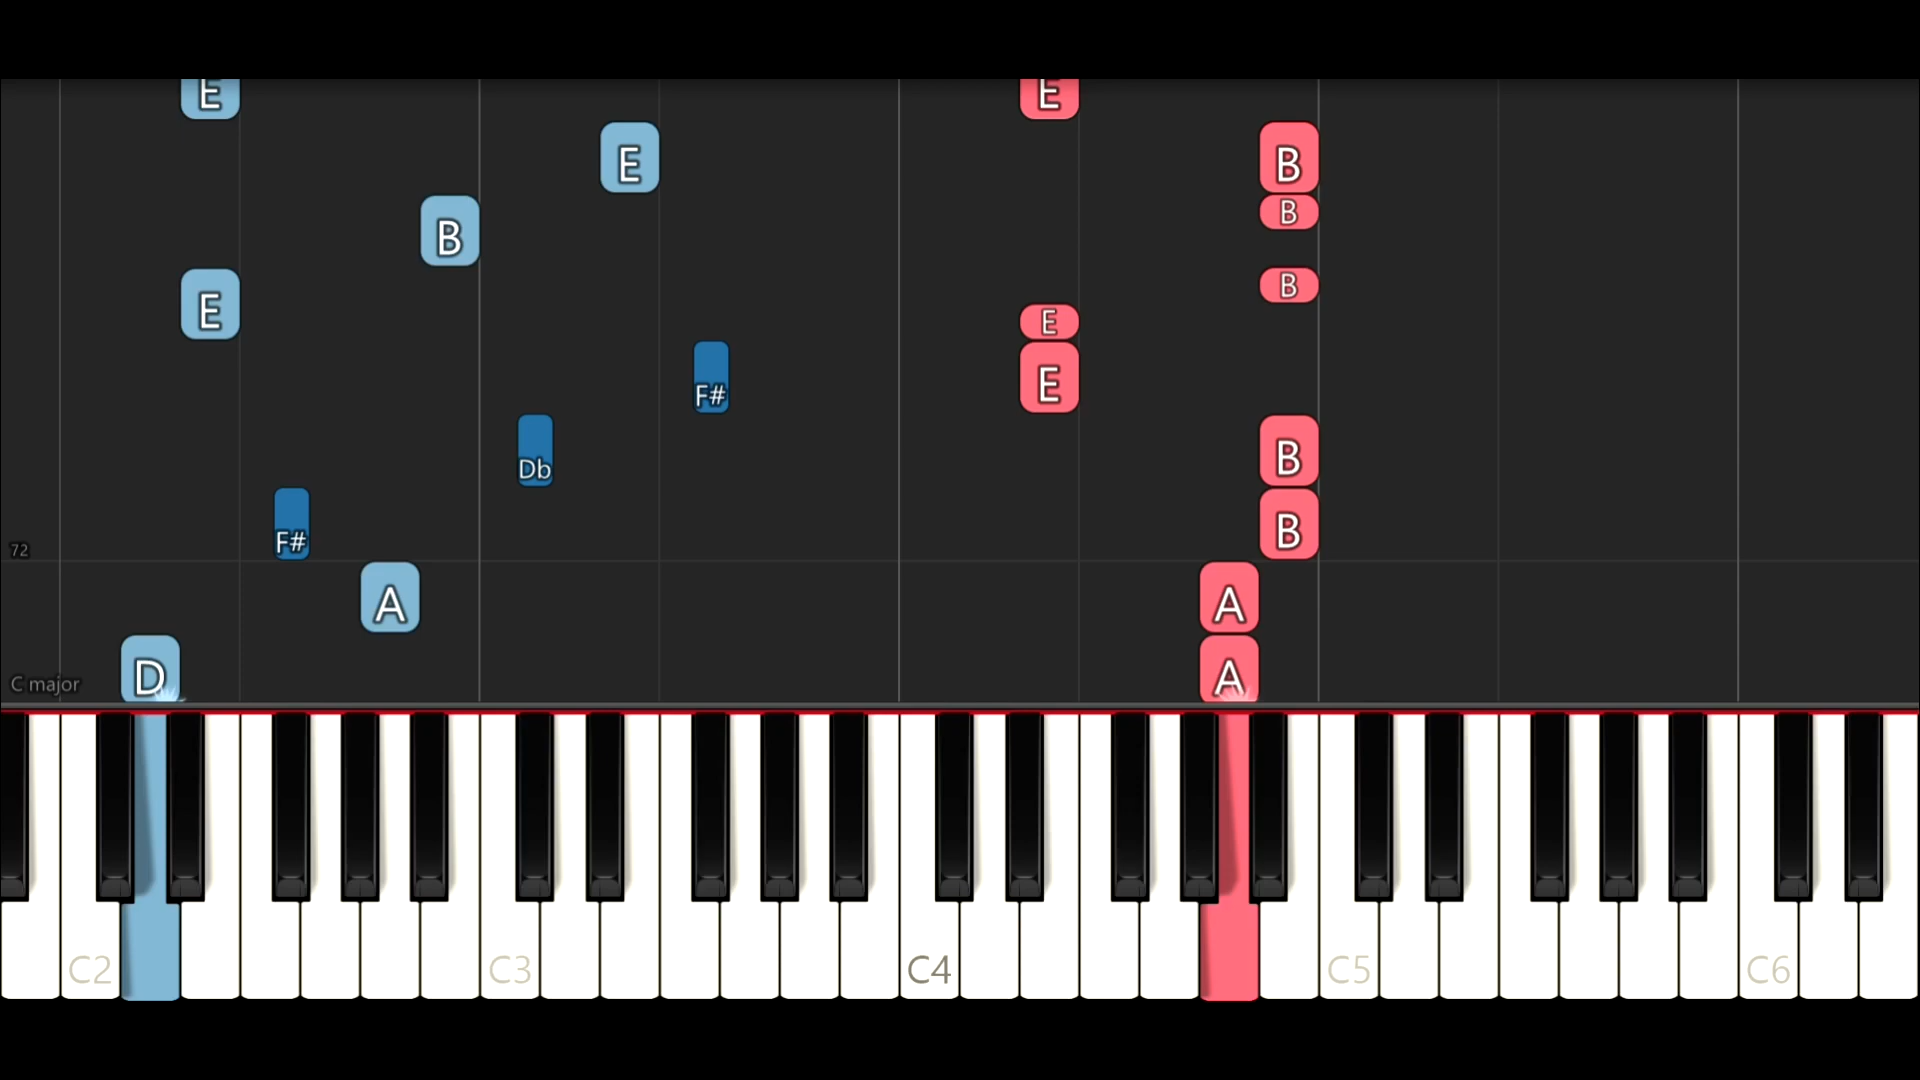 E E
E B
B B
E B
E
F# E
Db B
F# B
72
A A
D A
C major
C2 C3 C4 C5 C6